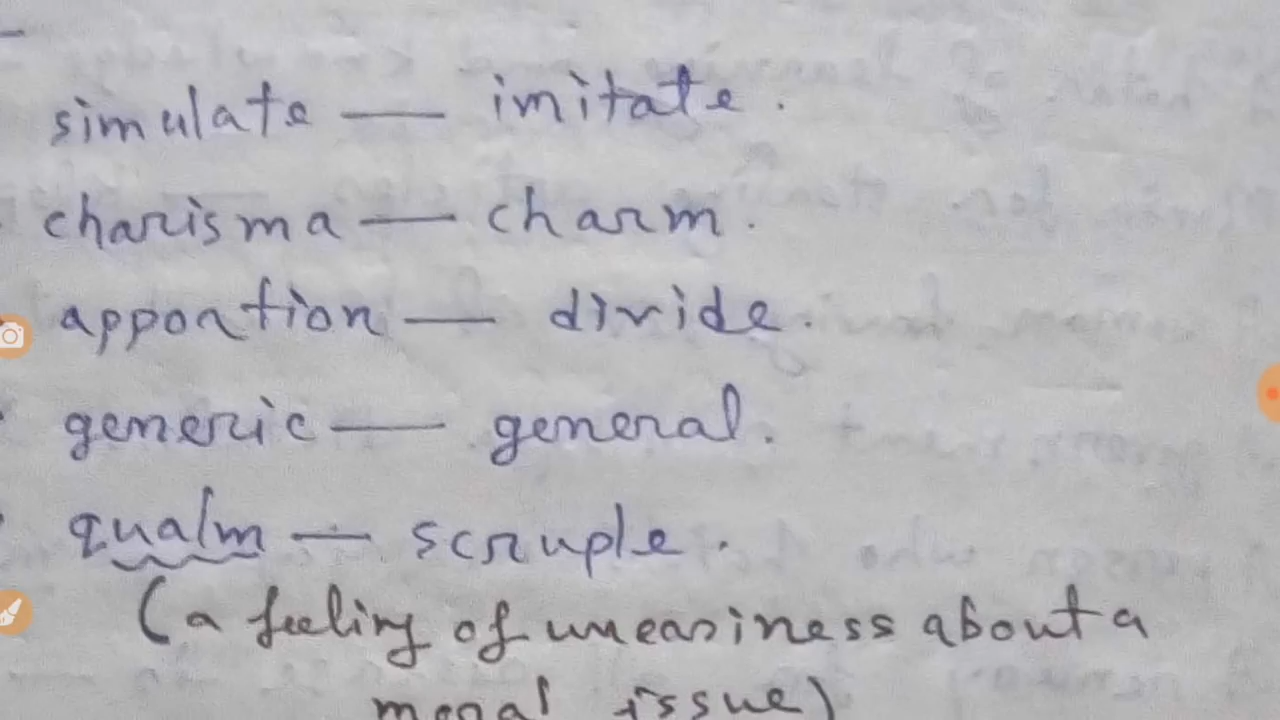 simulate — imitate.
charisma — charm.
apportion — divide.
generic — general.
qualm — scruple.
(a feeling of uneasiness about a
moral issue)